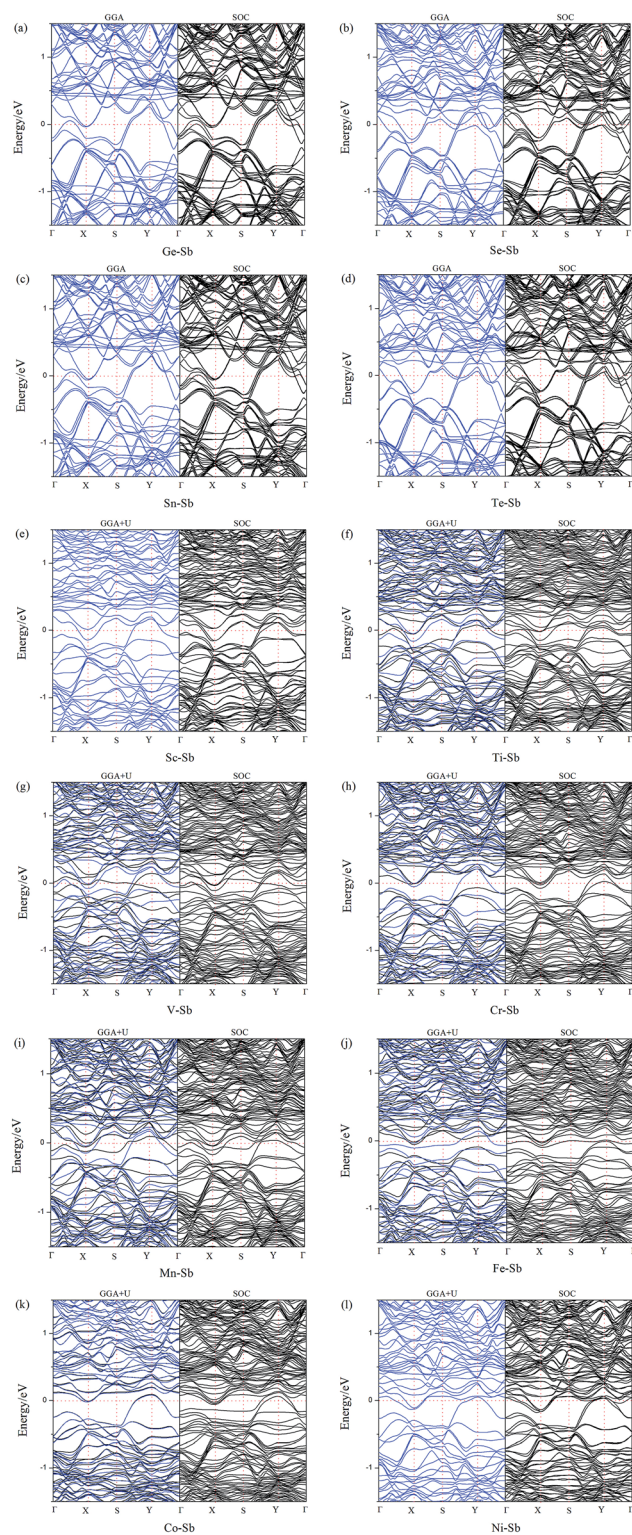 (a) GGA SOC (b) GGA SOC
Energy/eV 1 0 -1 Energy/eV 1 0 -1
Γ X S Y Γ X S Y Γ Γ X S Y Γ X S Y Γ
Ge-Sb Se-Sb
(c) GGA SOC (d) GGA SOC
Energy/eV 1 0 -1 Energy/eV 1 0 -1
Γ X S Y Γ X S Y Γ Γ X S Y Γ X S Y Γ
Sn-Sb Te-Sb
(e) GGA+U SOC (f) GGA+U SOC
Energy/eV 1 0 -1 Energy/eV 1 0 -1
Γ X S Y Γ X S Y Γ Γ X S Y Γ X S Y Γ
Sc-Sb Ti-Sb
(g) GGA+U SOC (h) GGA+U SOC
Energy/eV 1 0 -1 Energy/eV 1 0 -1
Γ X S Y Γ X S Y Γ Γ X S Y Γ X S Y Γ
V-Sb Cr-Sb
(i) GGA+U SOC (j) GGA+U SOC
Energy/eV 1 0 -1 Energy/eV 1 0 -1
Γ X S Y Γ X S Y Γ Γ X S Y Γ X S Y Γ
Mn-Sb Fe-Sb
(k) GGA+U SOC (l) GGA+U SOC
Energy/eV 1 0 -1 Energy/eV 1 0 -1
Γ X S Y Γ X S Y Γ Γ X S Y Γ X S Y Γ
Co-Sb Ni-Sb